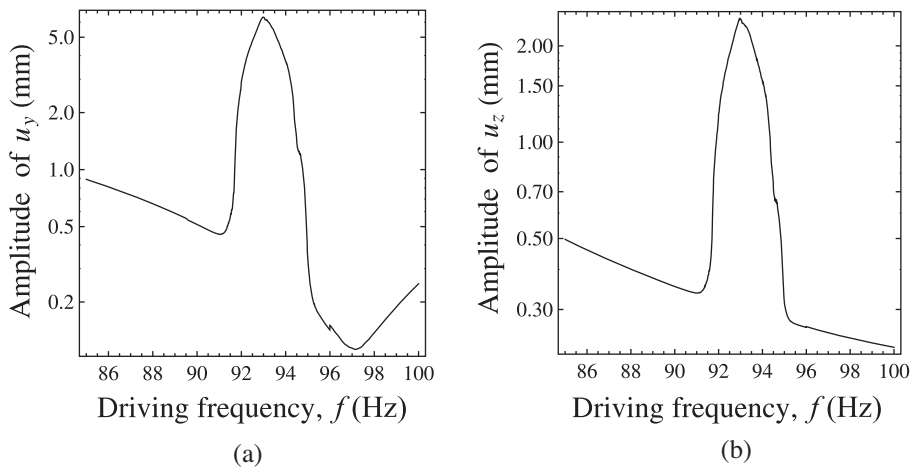 Amplitude of u_y (mm)
5.0
2.0
1.0
0.5
0.2
86 88 90 92 94 96 98 100
Driving frequency, f (Hz)
(a)
Amplitude of u_z (mm)
2.00
1.50
1.00
0.70
0.50
0.30
86 88 90 92 94 96 98 100
Driving frequency, f (Hz)
(b)